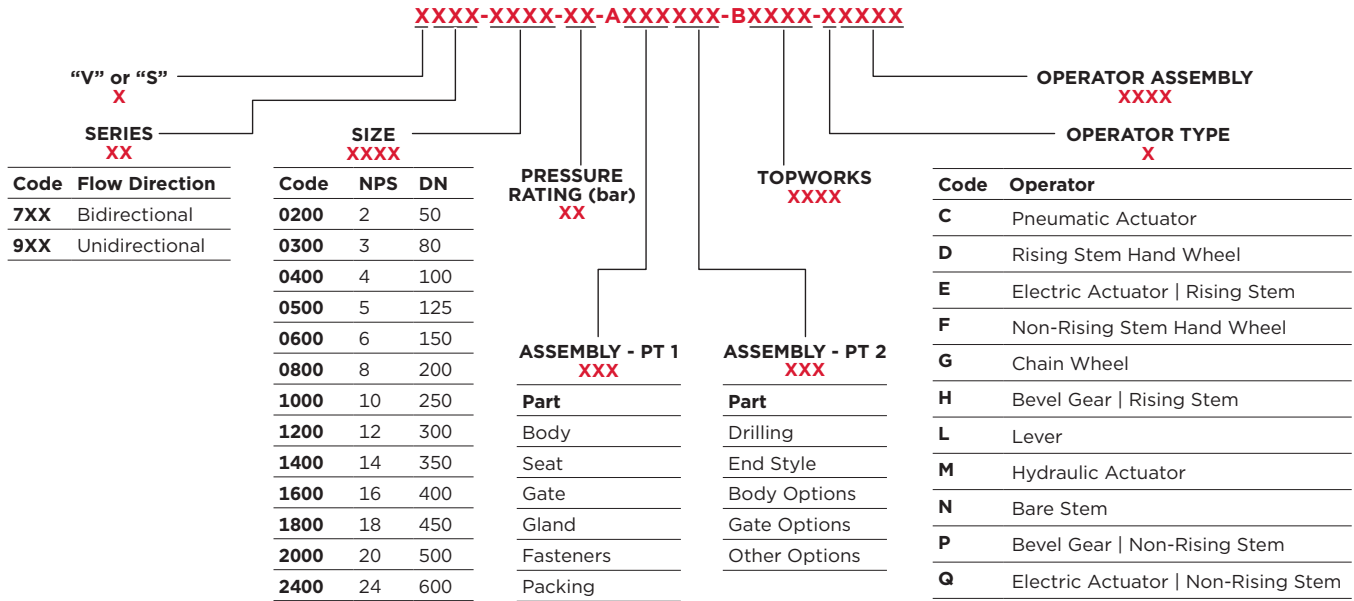 XXXX-XXXX-XX-AXXXXXX-BXXXX-XXXXX
“V” or “S”
X
OPERATOR ASSEMBLY
XXXX
SERIES
XX
Code Flow Direction
7XX Bidirectional
9XX Unidirectional
SIZE
XXXX
Code NPS DN
0200 2 50
0300 3 80
0400 4 100
0500 5 125
0600 6 150
0800 8 200
1000 10 250
1200 12 300
1400 14 350
1600 16 400
1800 18 450
2000 20 500
2400 24 600
PRESSURE
RATING (bar)
XX
ASSEMBLY - PT 1
XXX
Part
Body
Seat
Gate
Gland
Fasteners
Packing
ASSEMBLY - PT 2
XXX
Part
Drilling
End Style
Body Options
Gate Options
Other Options
TOPWORKS
XXXX
OPERATOR TYPE
X
Code Operator
C Pneumatic Actuator
D Rising Stem Hand Wheel
E Electric Actuator | Rising Stem
F Non-Rising Stem Hand Wheel
G Chain Wheel
H Bevel Gear | Rising Stem
L Lever
M Hydraulic Actuator
N Bare Stem
P Bevel Gear | Non-Rising Stem
Q Electric Actuator | Non-Rising Stem